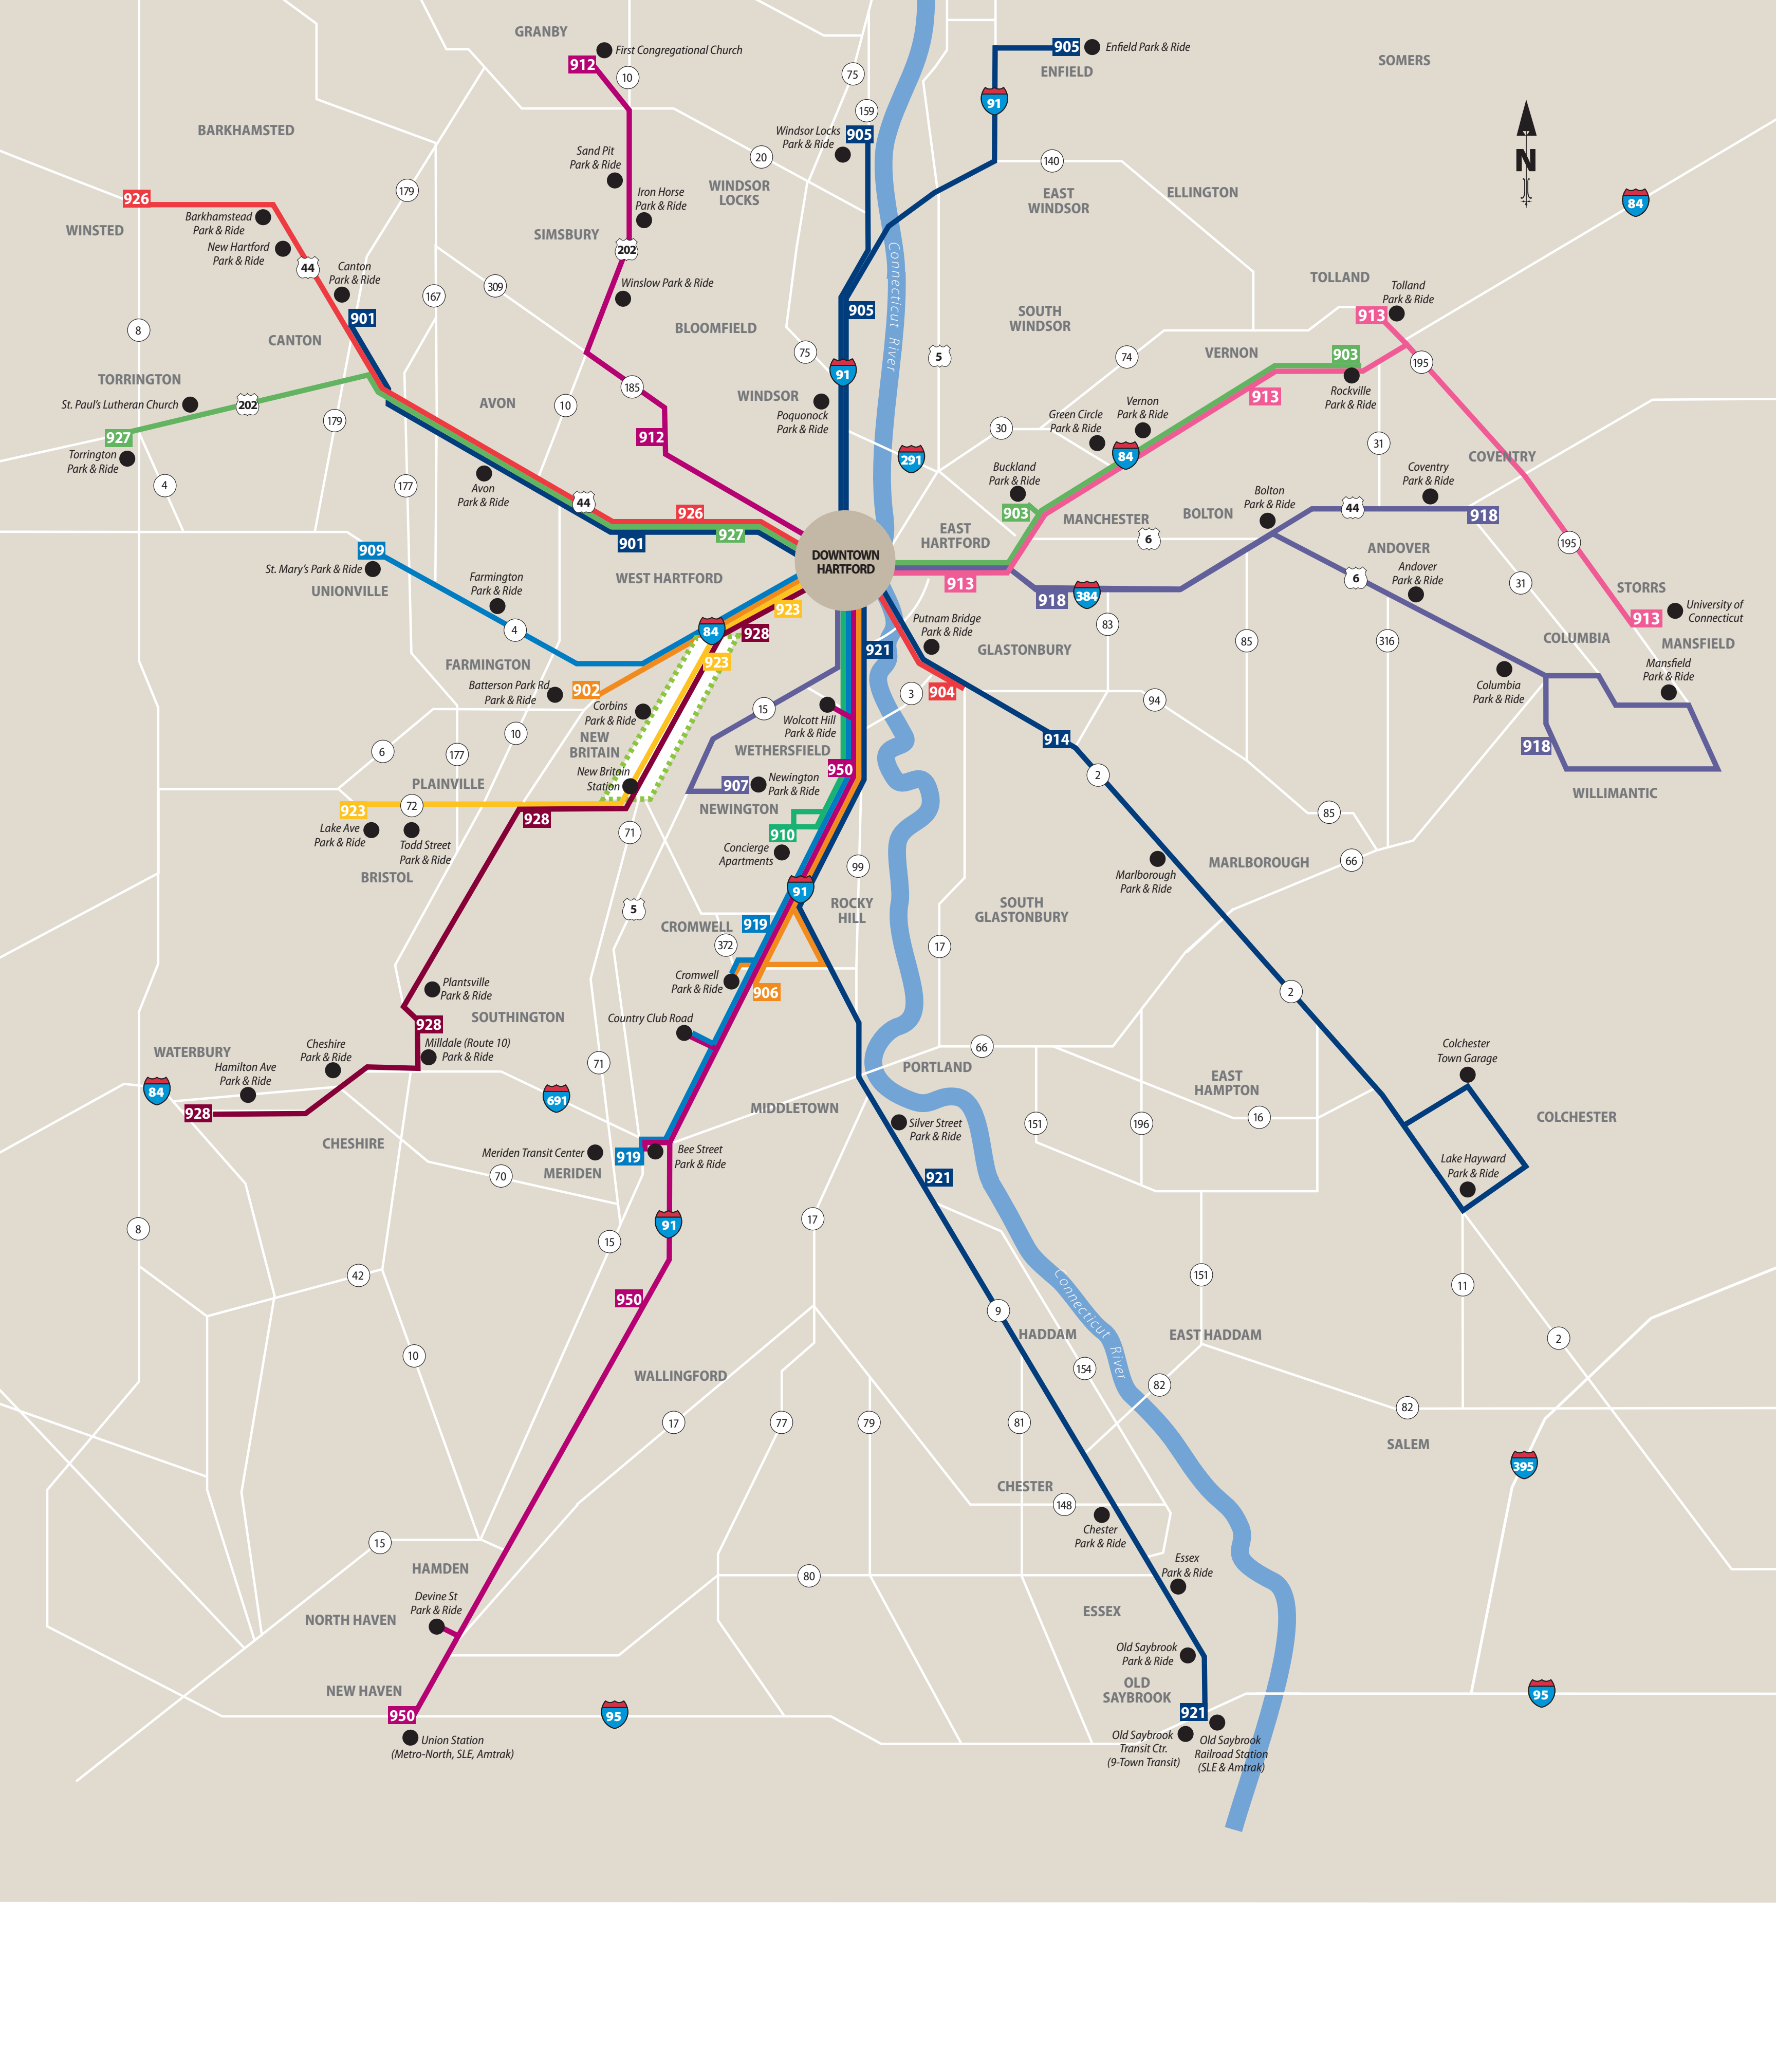 GRANBY
First Congregational Church
912
10
75
159
905
Enfield Park & Ride
ENFIELD
91
SOMERS
BARKHAMSTED
Windsor Locks
Park & Ride
905
Sand Pit
Park & Ride
20
140
N
179
Iron Horse
Park & Ride
WINDSOR
LOCKS
EAST
WINDSOR
ELLINGTON
84
926
Barkhamstead
Park & Ride
WINSTED
New Hartford
Park & Ride
SIMSBURY
202
44
Canton
Park & Ride
167
309
Winslow Park & Ride
Connecticut River
TOLLAND
Tolland
Park & Ride
913
901
905
8
CANTON
BLOOMFIELD
SOUTH
WINDSOR
75
5
74
VERNON
903
195
91
TORRINGTON
185
St. Paul's Lutheran Church
202
AVON
10
WINDSOR
Poquonock
Park & Ride
913
Rockville
Park & Ride
179
Green Circle
Park & Ride
Vernon
Park & Ride
30
927
912
31
Torrington
Park & Ride
291
84
COVENTRY
4
177
Avon
Park & Ride
Buckland
Park & Ride
Coventry
Park & Ride
Bolton
Park & Ride
44
926
903
MANCHESTER
BOLTON
44
918
EAST
HARTFORD
6
927
901
195
909
DOWNTOWN
HARTFORD
ANDOVER
St. Mary's Park & Ride
Farmington
Park & Ride
WEST HARTFORD
Andover
Park & Ride
6
31
UNIONVILLE
913
918
384
STORRS
923
University of
Connecticut
913
4
84
928
Putnam Bridge
Park & Ride
83
85
316
COLUMBIA
MANSFIELD
921
GLASTONBURY
FARMINGTON
923
Mansfield
Park & Ride
Batterson Park Rd
Park & Ride
902
3
904
Columbia
Park & Ride
94
Corbins
Park & Ride
15
Wolcott Hill
Park & Ride
10
NEW
BRITAIN
914
918
6
177
WETHERSFIELD
950
2
PLAINVILLE
New Britain
Station
907
Newington
Park & Ride
WILLIMANTIC
923
72
928
NEWINGTON
85
Lake Ave
Park & Ride
Todd Street
Park & Ride
71
910
Concierge
Apartments
BRISTOL
99
Marlborough
Park & Ride
MARLBOROUGH
66
91
5
ROCKY
HILL
SOUTH
GLASTONBURY
919
CROMWELL
372
17
Cromwell
Park & Ride
906
Plantsville
Park & Ride
2
928
SOUTHINGTON
Country Club Road
WATERBURY
Cheshire
Park & Ride
Milldale (Route 10)
Park & Ride
66
Colchester
Town Garage
Hamilton Ave
Park & Ride
71
PORTLAND
84
691
EAST
HAMPTON
928
MIDDLETOWN
151
196
16
COLCHESTER
Silver Street
Park & Ride
CHESHIRE
Meriden Transit Center
919
Bee Street
Park & Ride
70
MERIDEN
921
Lake Hayward
Park & Ride
8
91
17
15
42
151
11
950
9
Connecticut River
HADDAM
EAST HADDAM
2
10
154
WALLINGFORD
82
82
17
77
79
81
SALEM
395
CHESTER
148
15
Chester
Park & Ride
HAMDEN
80
Essex
Park & Ride
Devine St
Park & Ride
NORTH HAVEN
ESSEX
Old Saybrook
Park & Ride
NEW HAVEN
OLD
SAYBROOK
95
950
95
921
Union Station
(Metro-North, SLE, Amtrak)
Old Saybrook
Transit Ctr.
(9-Town Transit)
Old Saybrook
Railroad Station
(SLE & Amtrak)